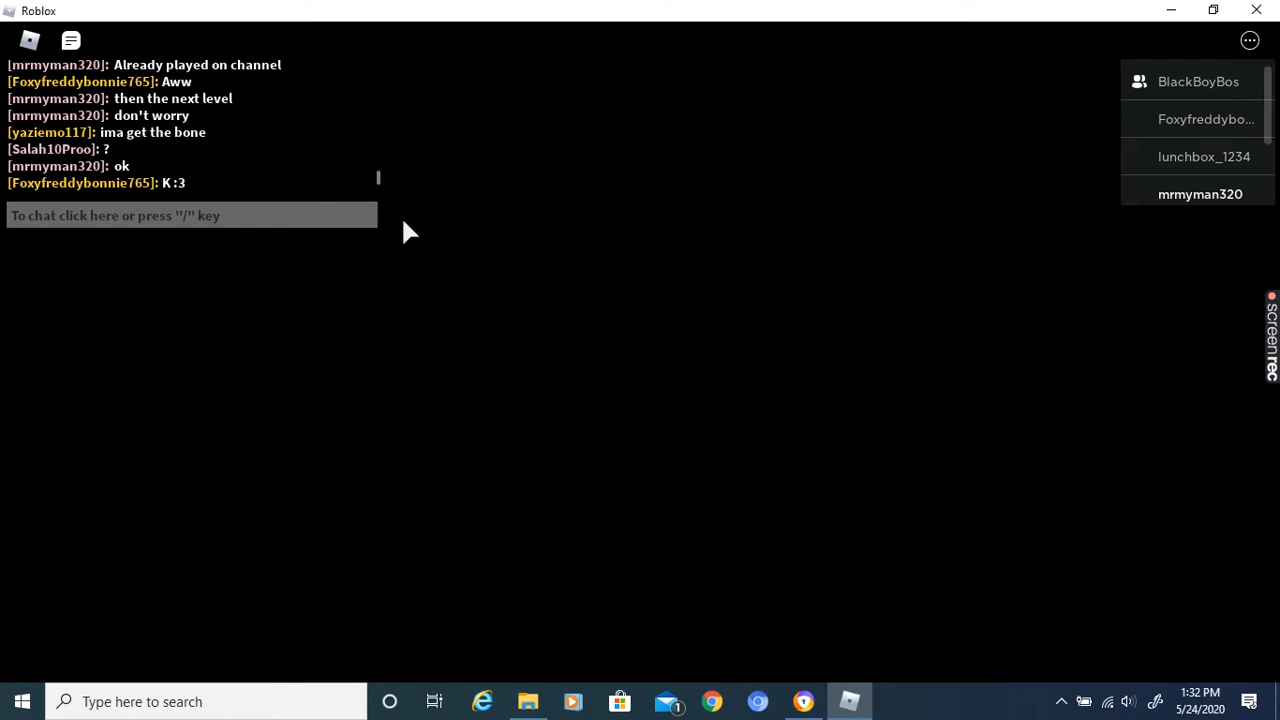 Roblox
[mrmyman320]: Already played on channel
[Foxyfreddybonnie765]: Aww
[mrmyman320]: then the next level
[mrmyman320]: don't worry
[yaziemo117]: ima get the bone
[Salah10Proo]: ?
[mrmyman320]: ok
[Foxyfreddybonnie765]: K :3
To chat click here or press "/" key
BlackBoyBos
Foxyfreddybo...
lunchbox_1234
mrmyman320
screenrec
Type here to search
1
1:32 PM
5/24/2020